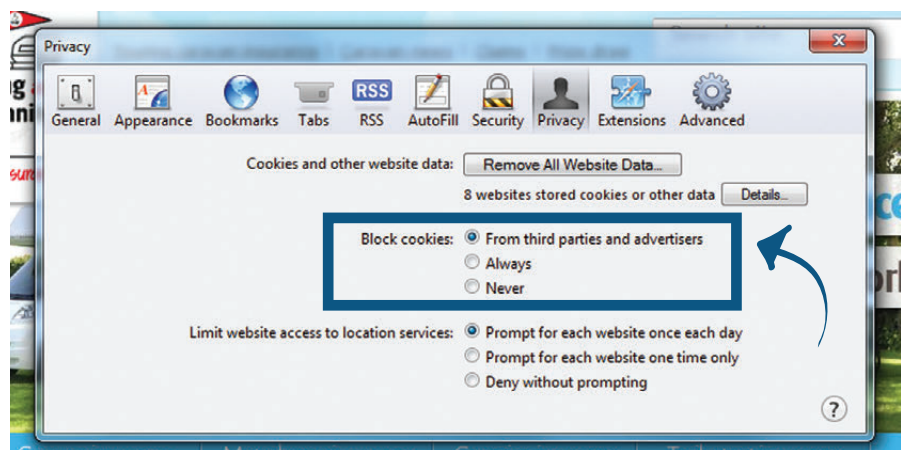 Privacy
General Appearance Bookmarks Tabs RSS RSS AutoFill Security Privacy Extensions Advanced
Cookies and other website data: Remove All Website Data...
8 websites stored cookies or other data Details...
Block cookies: From third parties and advertisers
Always
Never
Limit website access to location services: Prompt for each website once each day
Prompt for each website one time only
Deny without prompting
?